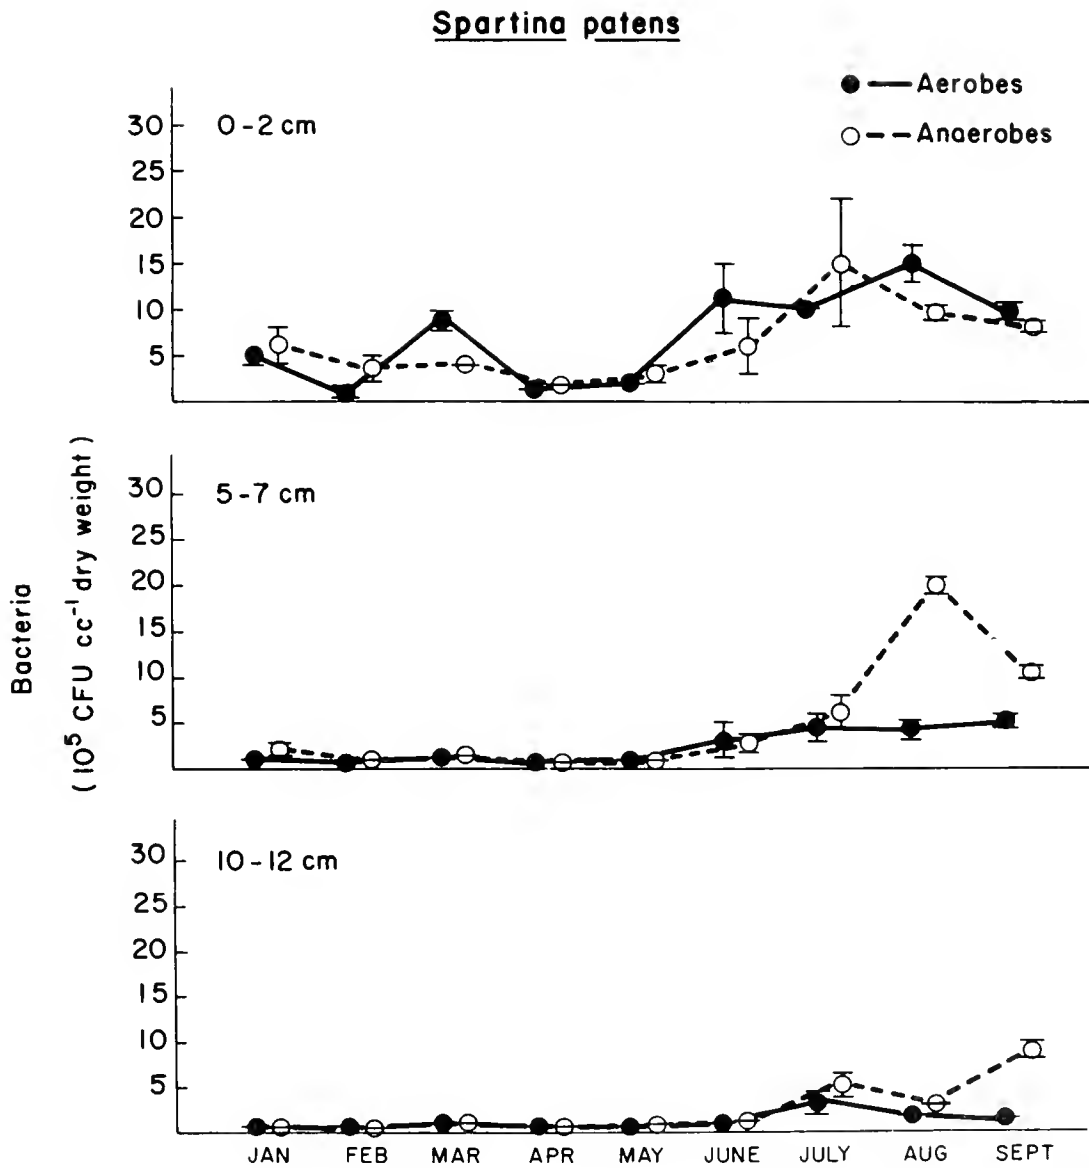 Spartina patens
Aerobes
Anaerobes
0-2 cm
30
25
20
15
10
5
5-7 cm
30
25
20
15
10
5
10-12 cm
30
25
20
15
10
5
Bacteria
(10⁵ CFU cc⁻¹ dry weight)
JAN FEB MAR APR MAY JUNE JULY AUG SEPT